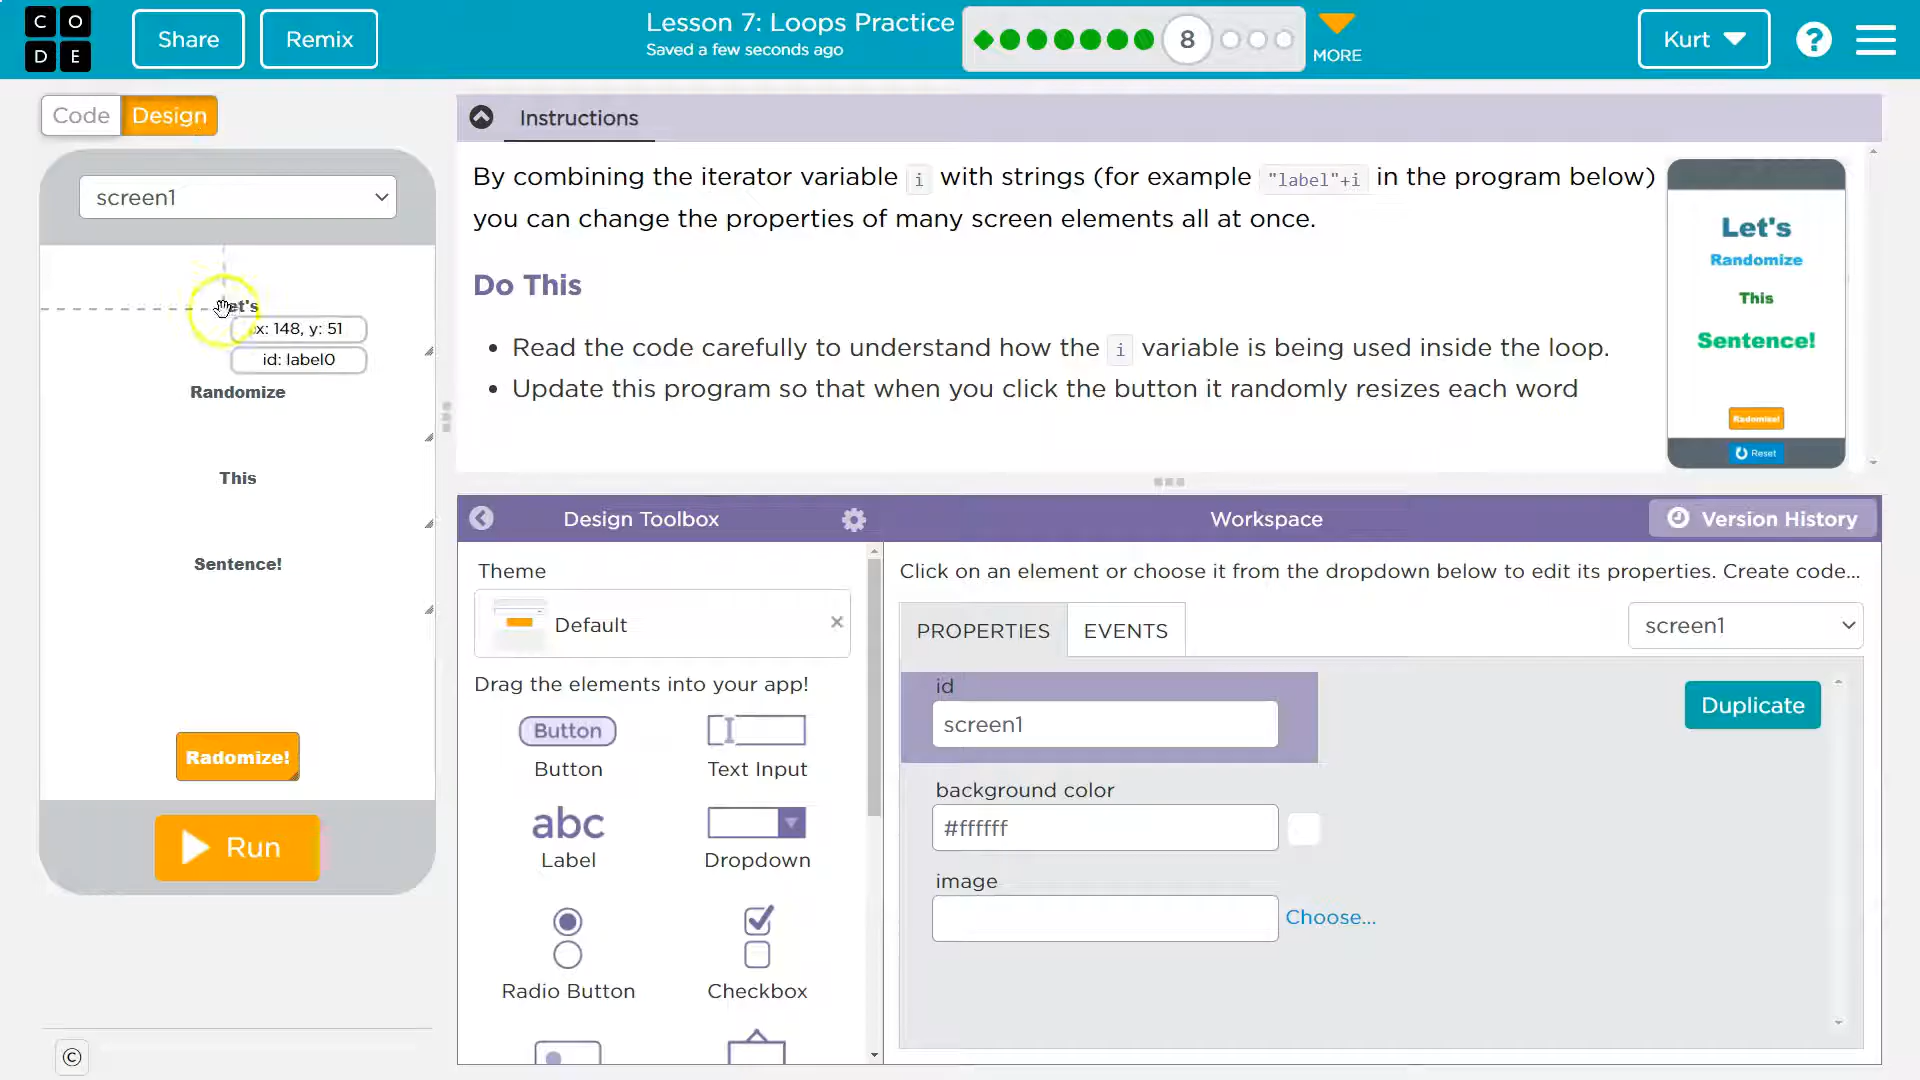 CODE
Share
Remix
Lesson 7: Loops Practice
Saved a few seconds ago
8
MORE
Kurt
?
Code
Design
screen1
Let's
px: 148, y: 51
id: label0
Randomize
This
Sentence!
Radomize!
Run
©
Instructions
By combining the iterator variable i with strings (for example "label"+i in the program below)
you can change the properties of many screen elements all at once.
Do This
Read the code carefully to understand how the i variable is being used inside the loop.
Update this program so that when you click the button it randomly resizes each word
Let's
Randomize
This
Sentence!
Radomize!
Reset
Design Toolbox
Workspace
Version History
Theme
Default
Drag the elements into your app!
Button
Button
Text Input
abc
Label
Dropdown
Radio Button
Checkbox
Click on an element or choose it from the dropdown below to edit its properties. Create code...
PROPERTIES
EVENTS
screen1
id
screen1
Duplicate
background color
#ffffff
image
Choose...